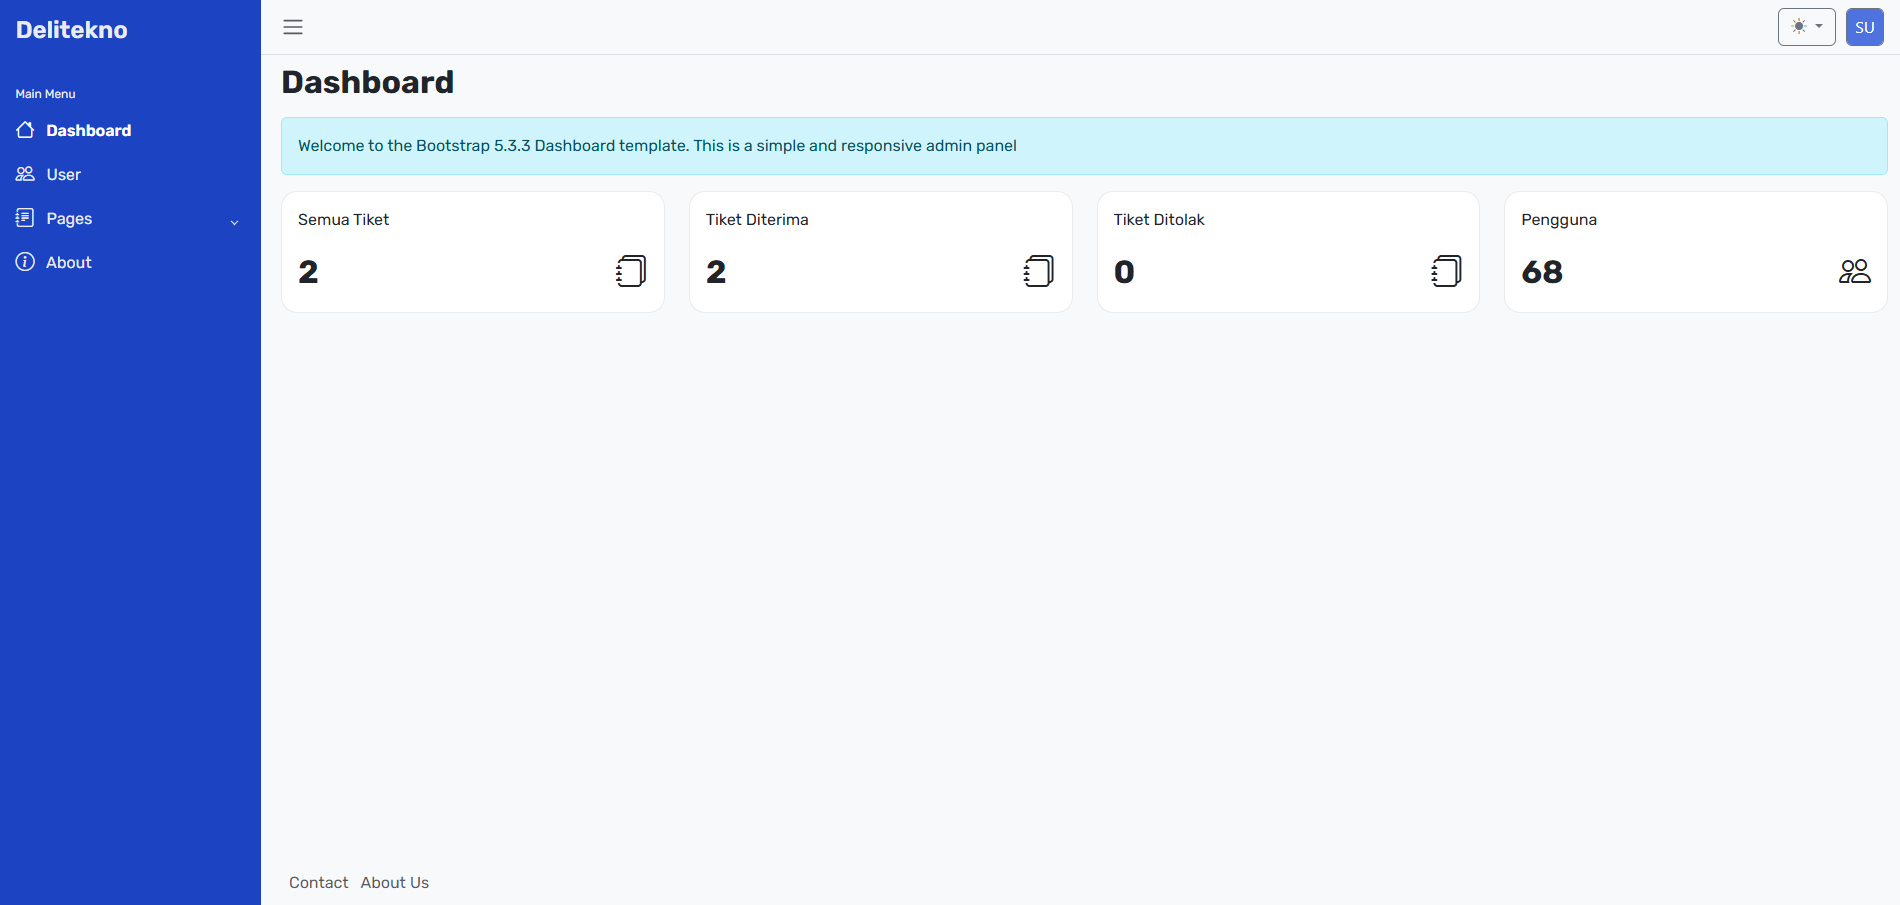 Delitekno
SU
Main Menu
Dashboard
User
Pages
About
Dashboard
Welcome to the Bootstrap 5.3.3 Dashboard template. This is a simple and responsive admin panel
Semua Tiket
2
Tiket Diterima
2
Tiket Ditolak
0
Pengguna
68
Contact About Us